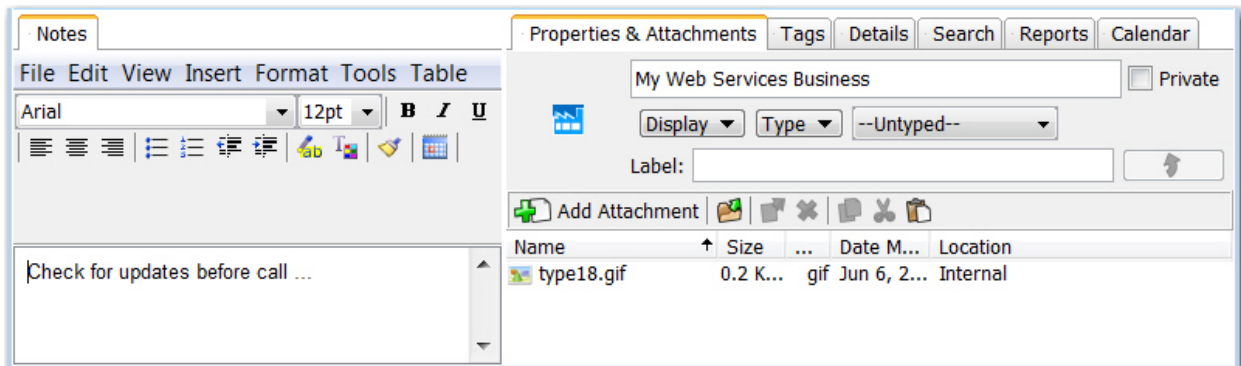 Notes
File Edit View Insert Format Tools Table
Arial 12pt B I U
ab T
Check for updates before call ...
Properties & Attachments Tags Details Search Reports Calendar
My Web Services Business Private
Display Type --Untyped--
Label:
Add Attachment
Name Size ... Date M... Location
type18.gif 0.2 K... gif Jun 6, 2... Internal